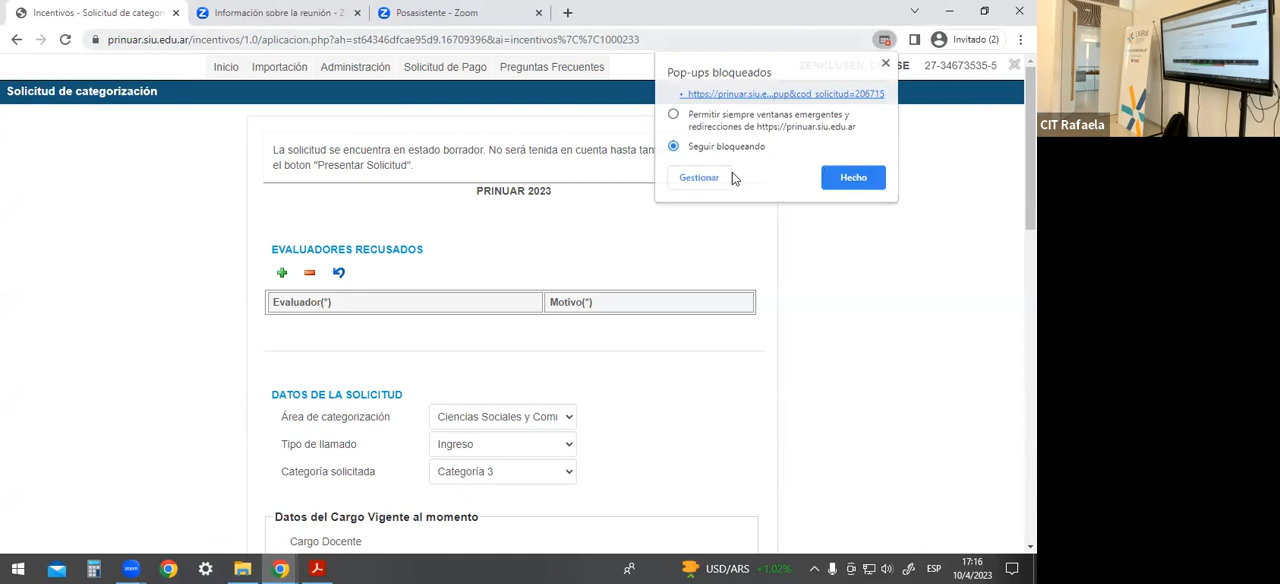 Incentivos - Solicitud de categor
Información sobre la reunión - Z
Posasistente - Zoom
prinuar.siu.edu.ar/incentivos/1.0/aplicacion.php?ah=st64346dfcae95d9.16709396&ai=incentivos%7C%7C1000233
Invitado (2)
Inicio Importación Administración Solicitud de Pago Preguntas Frecuentes
27-34673535-5
Solicitud de categorización
Pop-ups bloqueados
• https://prinuar.siu.e...pup&cod_solicitud=206715
Permitir siempre ventanas emergentes y
redirecciones de https://prinuar.siu.edu.ar
Seguir bloqueando
Gestionar
Hecho
La solicitud se encuentra en estado borrador. No será tenida en cuenta hasta tan
el boton "Presentar Solicitud".
PRINUAR 2023
EVALUADORES RECUSADOS
Evaluador(*) Motivo(*)
DATOS DE LA SOLICITUD
Área de categorización Ciencias Sociales y Com
Tipo de llamado Ingreso
Categoría solicitada Categoría 3
Datos del Cargo Vigente al momento
Cargo Docente
CIT Rafaela
USD/ARS +1.02%
ESP
17:16
10/4/2023